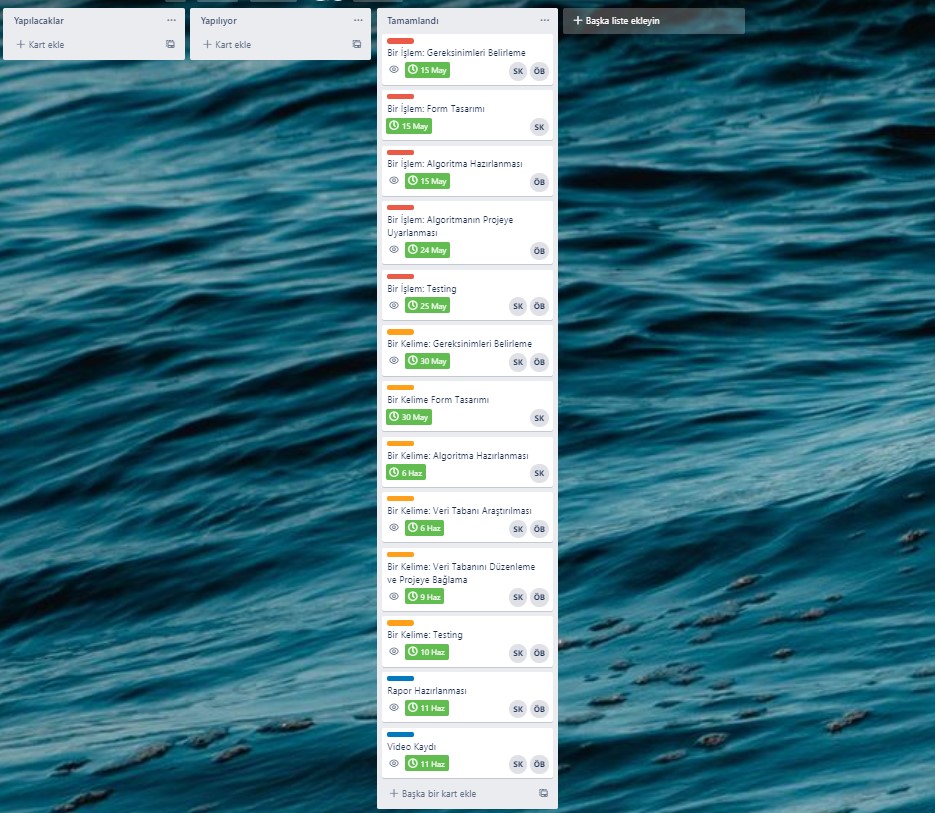 Yapılacaklar
Kart ekle
Yapılıyor
Kart ekle
Tamamlandı
Bir İşlem: Gereksinimleri Belirleme
15 May
SK ÖB
Bir İşlem: Form Tasarımı
15 May
SK
Bir İşlem: Algoritma Hazırlanması
15 May
ÖB
Bir İşlem: Algoritmanın Projeye
Uyarlanması
24 May
ÖB
Bir İşlem: Testing
25 May
SK ÖB
Bir Kelime: Gereksinimleri Belirleme
30 May
SK ÖB
Bir Kelime Form Tasarımı
30 May
SK
Bir Kelime: Algoritma Hazırlanması
6 Haz
SK
Bir Kelime: Veri Tabanı Araştırılması
6 Haz
SK ÖB
Bir Kelime: Veri Tabanını Düzenleme
ve Projeye Bağlama
9 Haz
SK ÖB
Bir Kelime: Testing
10 Haz
SK ÖB
Rapor Hazırlanması
11 Haz
SK ÖB
Video Kaydı
11 Haz
SK ÖB
Başka bir kart ekle
Başka liste ekleyin